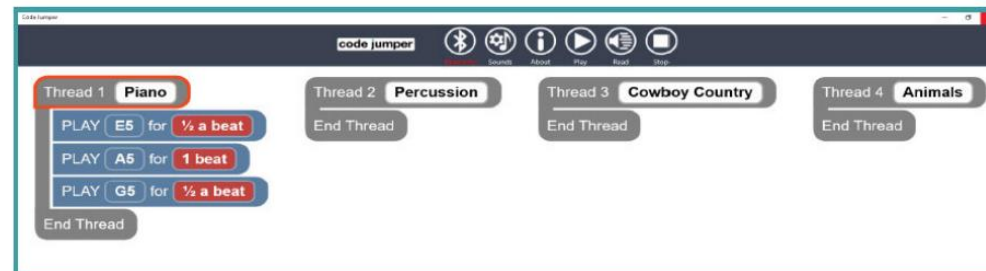 Code Jumper
code jumper
Sounds About Play Read Stop
Thread 1 Piano
PLAY E5 for ½ a beat
PLAY A5 for 1 beat
PLAY G5 for ½ a beat
End Thread
Thread 2 Percussion
End Thread
Thread 3 Cowboy Country
End Thread
Thread 4 Animals
End Thread